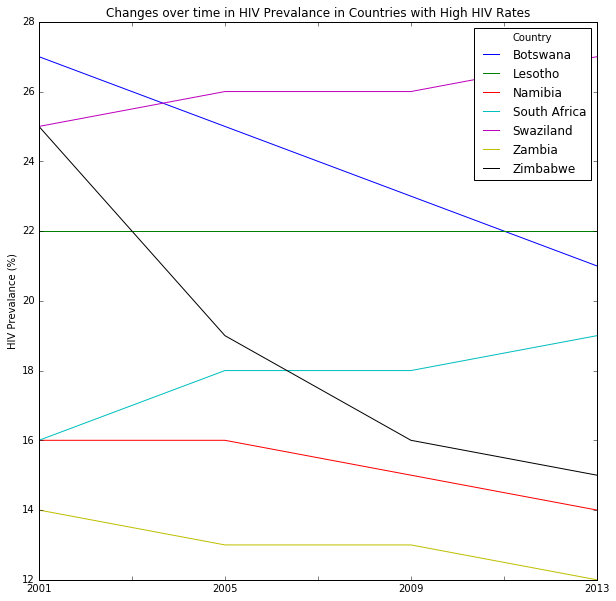 Changes over time in HIV Prevalance in Countries with High HIV Rates
28
26
24
22
20
18
16
14
12
HIV Prevalance (%)
Country
Botswana
Lesotho
Namibia
South Africa
Swaziland
Zambia
Zimbabwe
2001
2005
2009
2013